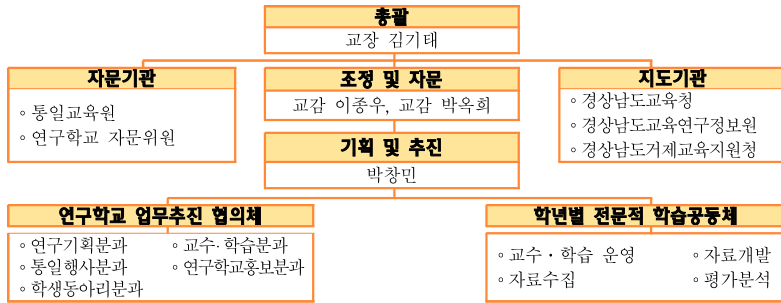 총괄
교장 김기태
자문기관
◦ 통일교육원
◦ 연구학교 자문위원
조정 및 자문
교감 이종우, 교감 박옥희
지도기관
◦ 경상남도교육청
◦ 경상남도교육연구정보원
◦ 경상남도거제교육지원청
기획 및 추진
박창민
연구학교 업무추진 협의체
◦ 연구기획분과 ◦ 교수·학습분과
◦ 통일행사분과 ◦ 연구학교홍보분과
◦ 학생동아리분과
학년별 전문적 학습공동체
◦ 교수·학습 운영 ◦ 자료개발
◦ 자료수집 ◦ 평가분석